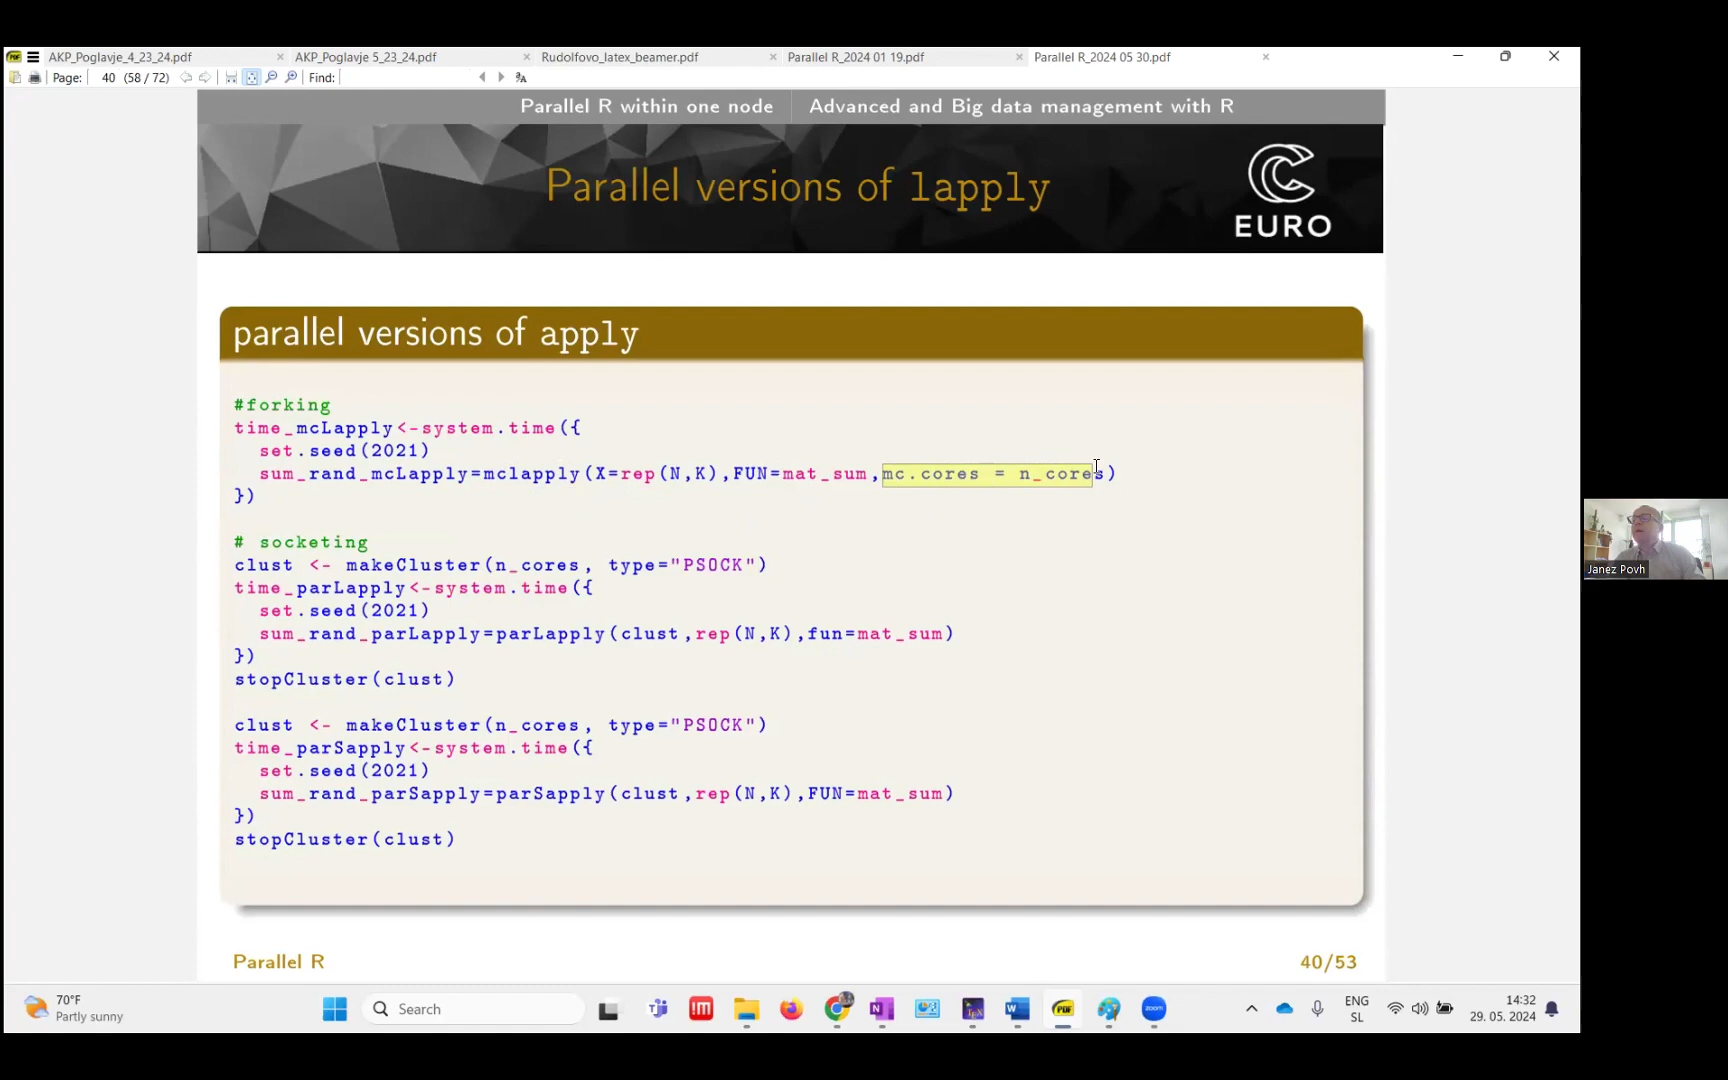 AKP_Poglavje_4_23_24.pdf
AKP_Poglavje 5_23_24.pdf
Rudolfovo_latex_beamer.pdf
Parallel R_2024 01 19.pdf
Parallel R_2024 05 30.pdf
Page: 40 (58 / 72) Find:
Parallel R within one node Advanced and Big data management with R
Parallel versions of lapply
EURO
parallel versions of apply
#forking
time_mcLapply<-system.time({
set.seed(2021)
sum_rand_mcLapply=mclapply(X=rep(N,K),FUN=mat_sum,mc.cores = n_cores)
})
# socketing
clust <- makeCluster(n_cores, type="PSOCK")
time_parLapply<-system.time({
set.seed(2021)
sum_rand_parLapply=parLapply(clust,rep(N,K),fun=mat_sum)
})
stopCluster(clust)
clust <- makeCluster(n_cores, type="PSOCK")
time_parSapply<-system.time({
set.seed(2021)
sum_rand_parSapply=parSapply(clust,rep(N,K),FUN=mat_sum)
})
stopCluster(clust)
Parallel R
40/53
Janez Povh
70°F
Partly sunny
Search
ENG
SL
14:32
29. 05. 2024